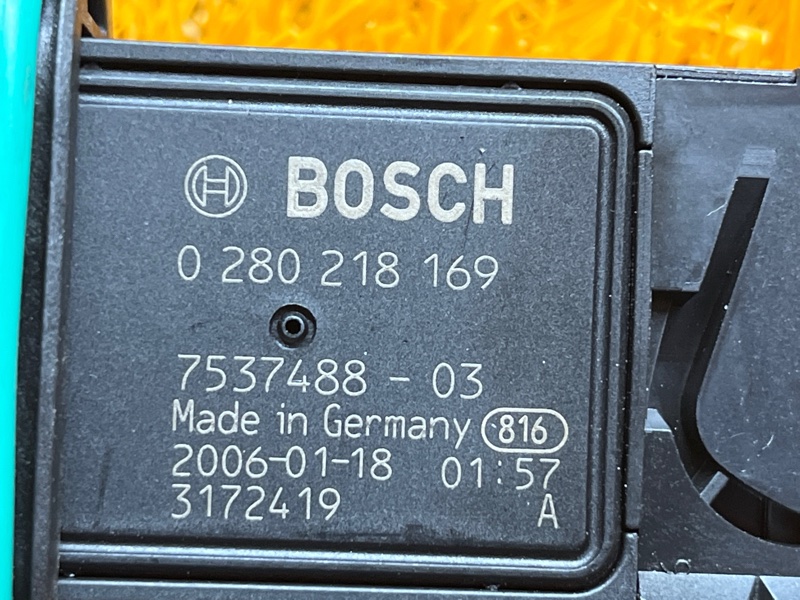 BOSCH
0 280 218 169
7537488 - 03
Made in Germany 816
2006-01-18 01:57
3172419 A